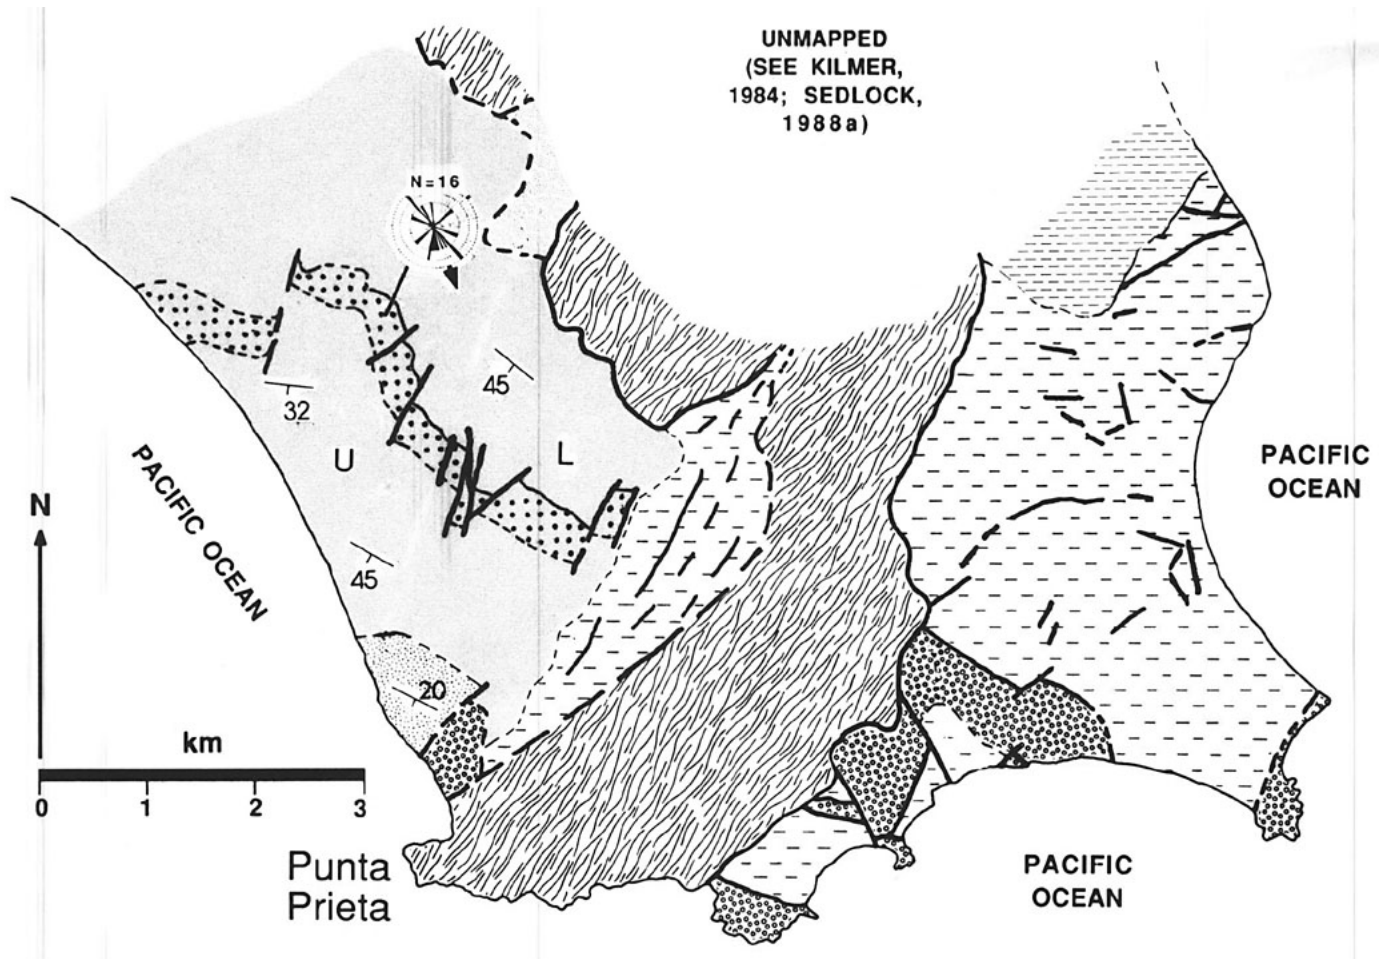 UNMAPPED
(SEE KILMER,
1984; SEDLOCK,
1988a)
N=16
45
32
U
L
PACIFIC OCEAN
PACIFIC
OCEAN
N
45
20
km
0 1 2 3
Punta
Prieta
PACIFIC
OCEAN